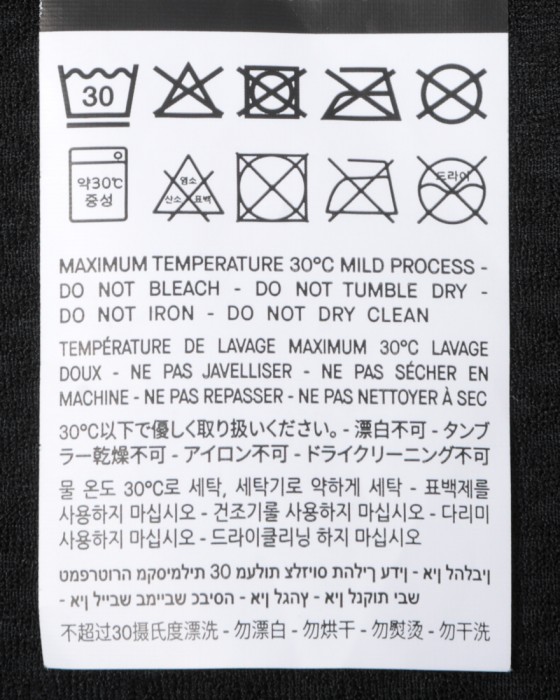 30
약30℃
중성
염소
산소 표백
드라이
MAXIMUM TEMPERATURE 30°C MILD PROCESS -
DO NOT BLEACH - DO NOT TUMBLE DRY -
DO NOT IRON - DO NOT DRY CLEAN
TEMPÉRATURE DE LAVAGE MAXIMUM 30°C LAVAGE
DOUX - NE PAS JAVELLISER - NE PAS SÉCHER EN
MACHINE - NE PAS REPASSER - NE PAS NETTOYER À SEC
30°C以下で優しく取り扱いください。- 漂白不可 - タンブ
ラー乾燥不可 - アイロン不可 - ドライクリーニング不可
물 온도 30°C로 세탁, 세탁기로 약하게 세탁 - 표백제를
사용하지 마십시오 - 건조기를 사용하지 마십시오 - 다리미
사용하지 마십시오 - 드라이클리닝 하지 마십시오
טמפרטורה מקסימלית 30 מעלות צלזיוס תהליך עדין - אין להלבין
- אין לייבש במייבש כביסה - אין לגהץ - אין לנקות יבש
不超过30摄氏度漂洗 - 勿漂白 - 勿烘干 - 勿熨烫 - 勿干洗